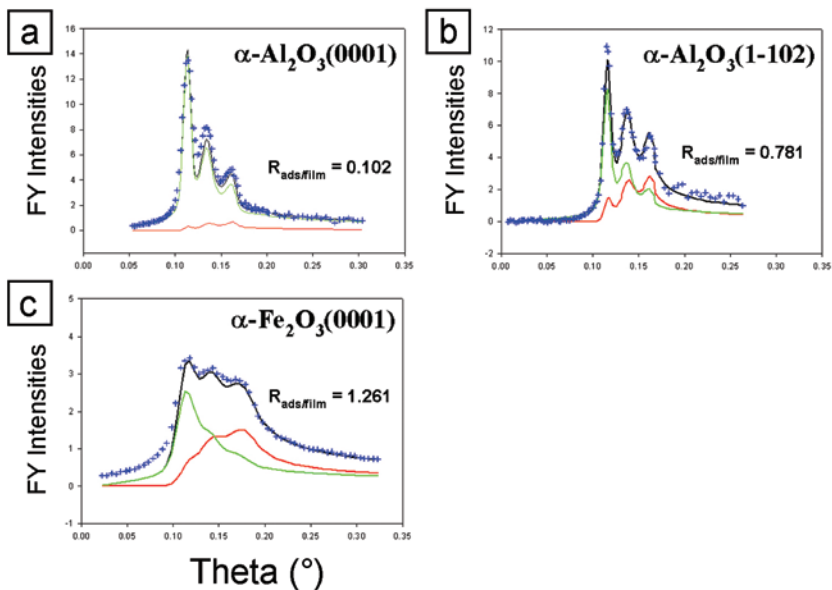 a
α-Al₂O₃(0001)
R_ads/film = 0.102
FY Intensities
16
14
12
10
8
6
4
2
0
-2
0.00 0.05 0.10 0.15 0.20 0.25 0.30 0.35
b
α-Al₂O₃(1-102)
R_ads/film = 0.781
FY Intensities
12
10
8
6
4
2
0
-2
0.00 0.05 0.10 0.15 0.20 0.25 0.30 0.35
c
α-Fe₂O₃(0001)
R_ads/film = 1.261
FY Intensities
5
4
3
2
1
0
-1
0.00 0.05 0.10 0.15 0.20 0.25 0.30 0.35
Theta (°)